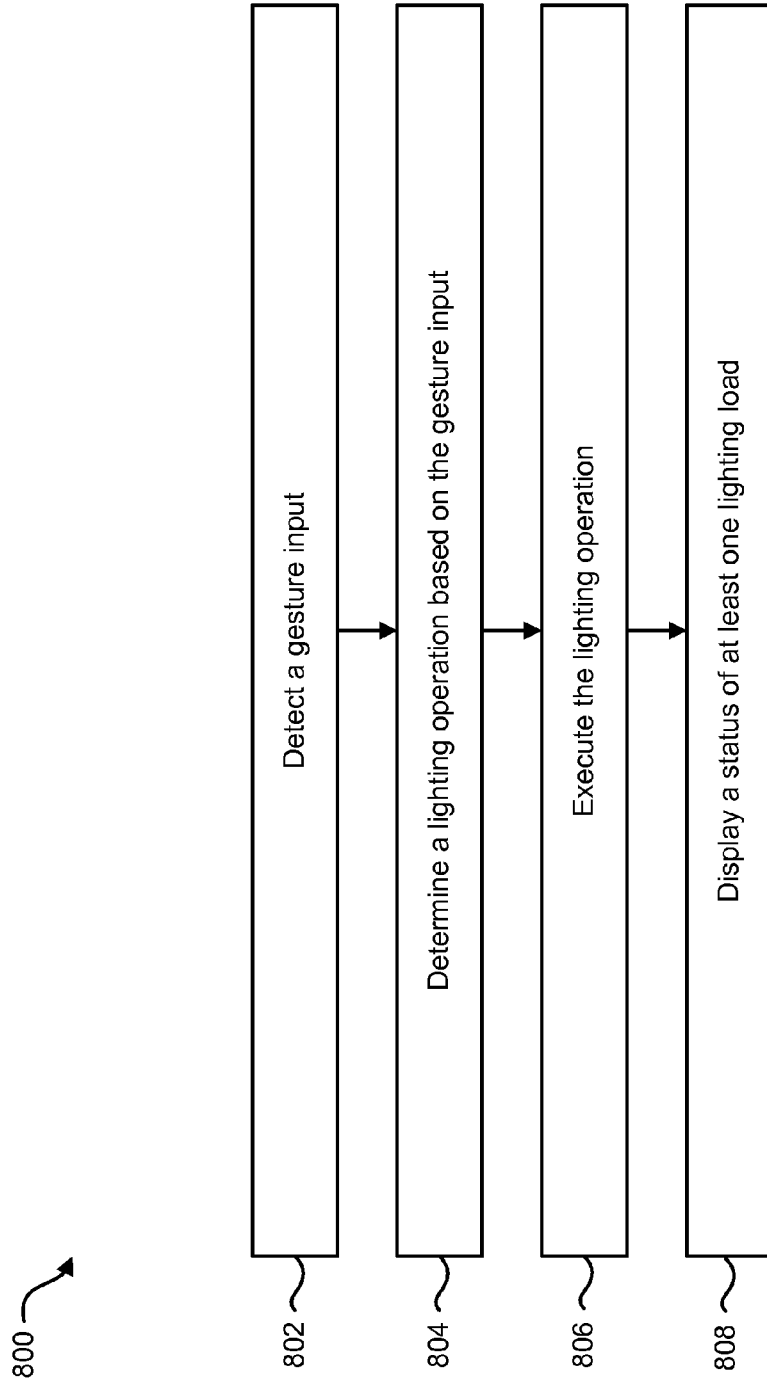 800
802
Detect a gesture input
804
Determine a lighting operation based on the gesture input
806
Execute the lighting operation
808
Display a status of at least one lighting load